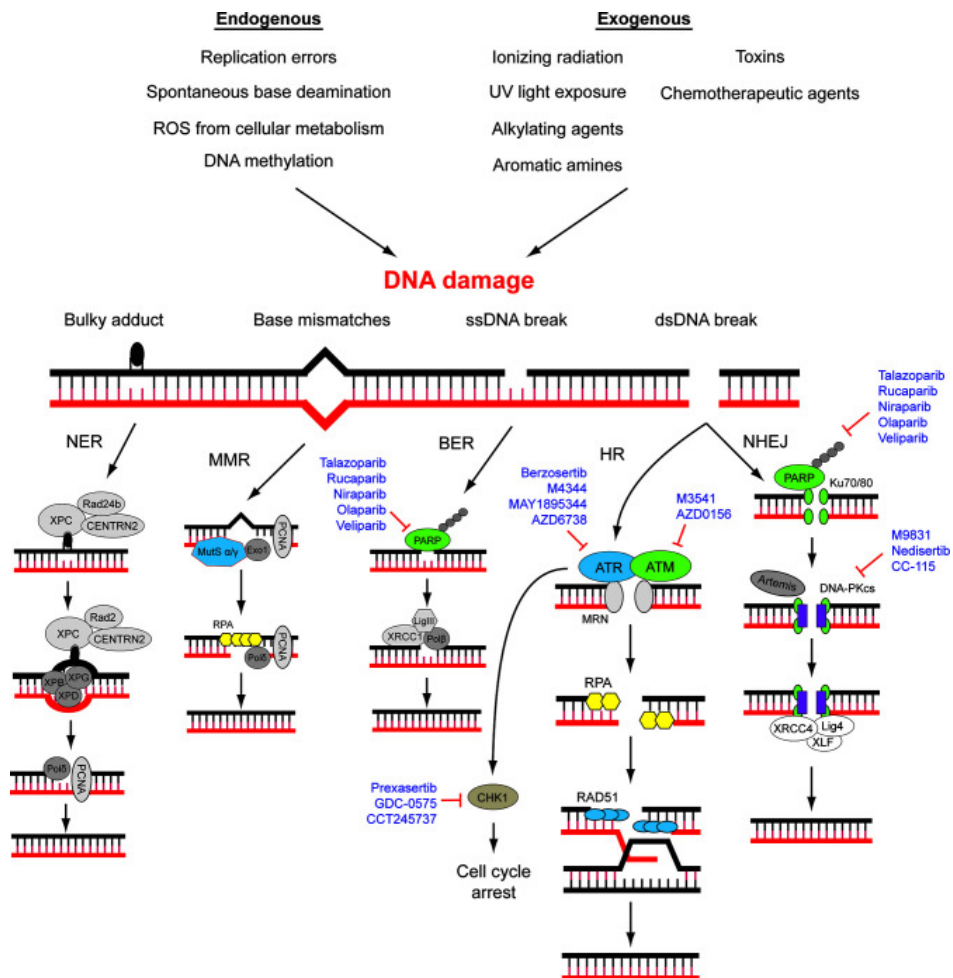 Endogenous
Replication errors
Spontaneous base deamination
ROS from cellular metabolism
DNA methylation
Exogenous
Ionizing radiation
UV light exposure
Alkylating agents
Aromatic amines
Toxins
Chemotherapeutic agents
DNA damage
Bulky adduct
Base mismatches
ssDNA break
dsDNA break
NER
Rad24b
XPC
CENTRN2
Rad2
XPC
CENTRN2
XPB
XPG
XPD
Polδ
PCNA
MMR
PCNA
MutS α/γ
Exo1
RPA
Polδ
PCNA
BER
Talazoparib
Rucaparib
Niraparib
Olaparib
Veliparib
PARP
LigIII
XRCC1
Polβ
HR
Berzosertib
M4344
MAY1895344
AZD6738
M3541
AZD0156
ATR
ATM
MRN
RPA
RAD51
Prexasertib
GDC-0575
CCT245737
CHK1
Cell cycle
arrest
NHEJ
Talazoparib
Rucaparib
Niraparib
Olaparib
Veliparib
PARP
Ku70/80
M9831
Nedisertib
CC-115
Artemis
DNA-PKcs
XRCC4
Lig4
XLF